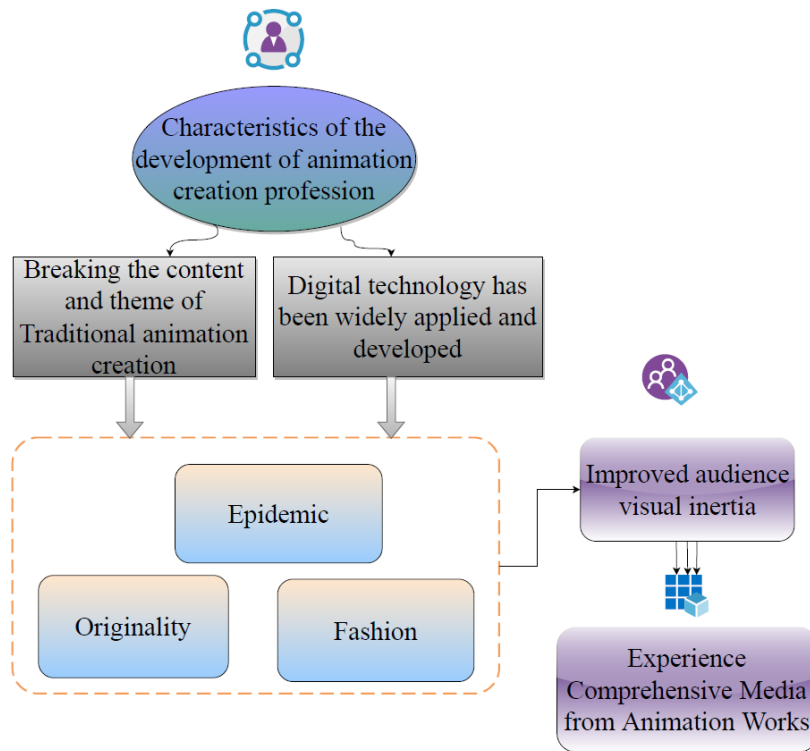 Characteristics of the
development of animation
creation profession
Breaking the content
and theme of
Traditional animation
creation
Digital technology has
been widely applied and
developed
Epidemic
Originality
Fashion
Improved audience
visual inertia
Experience
Comprehensive Media
from Animation Works